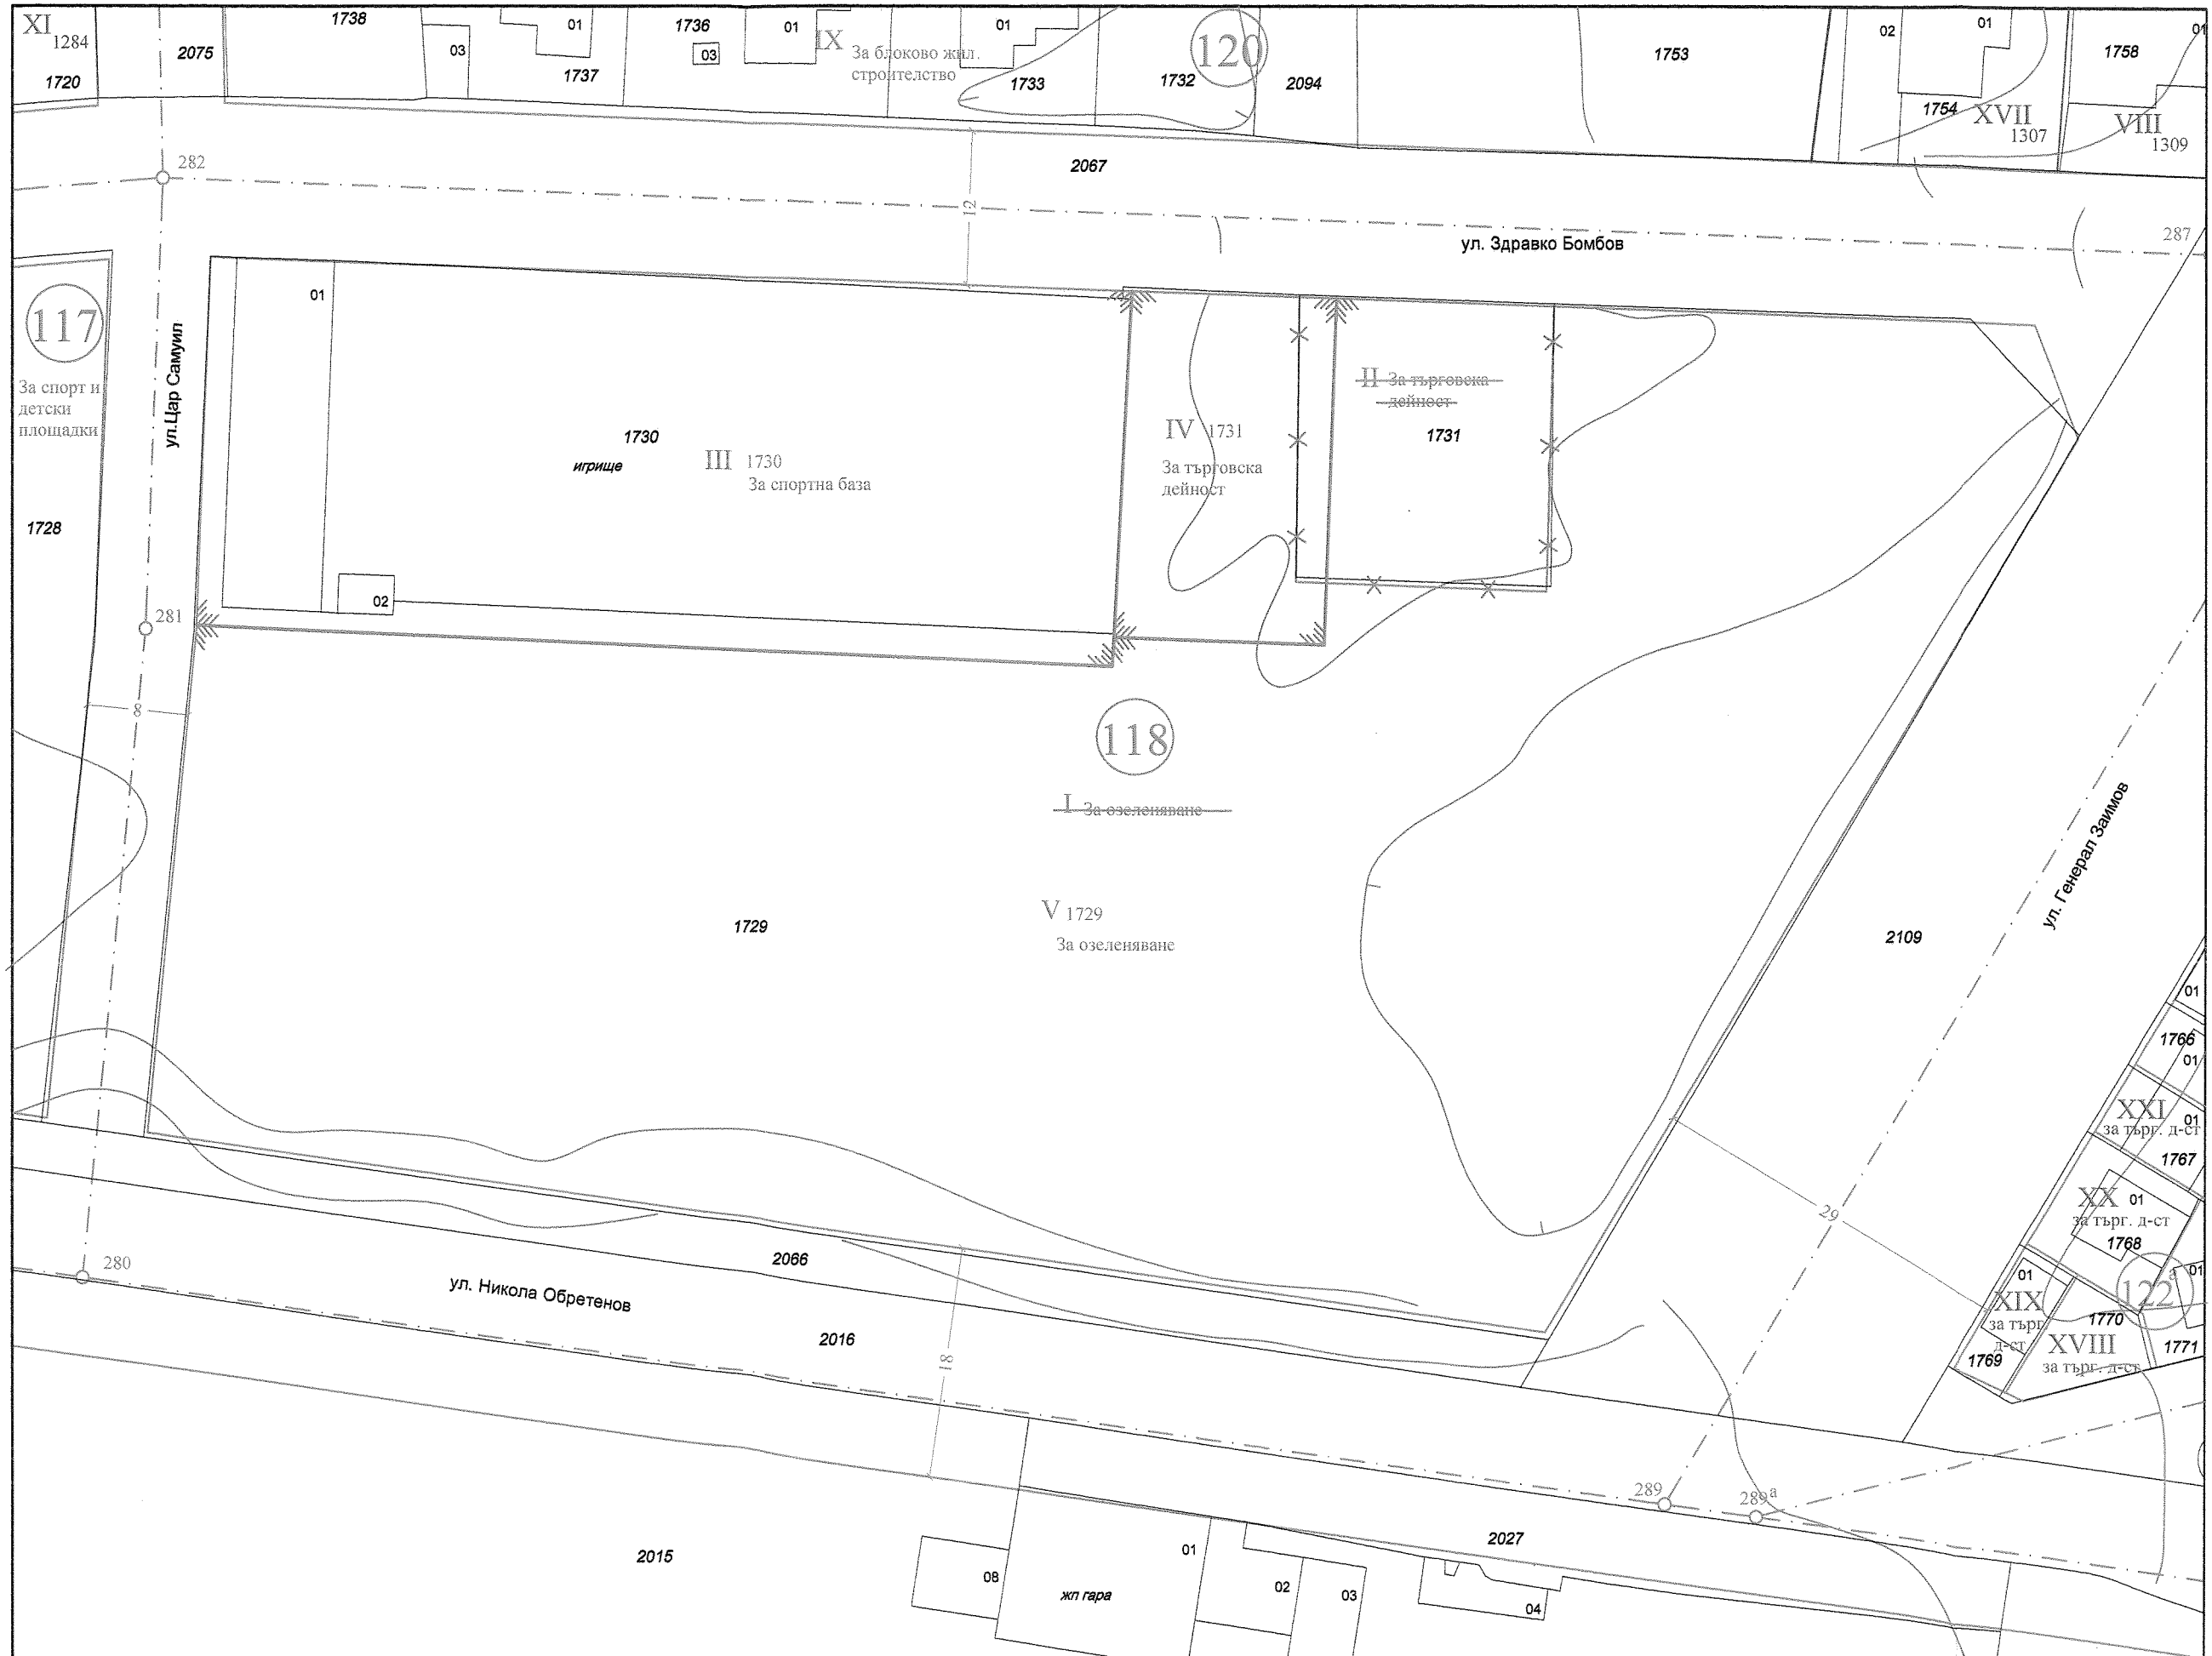 XI 1284
1720
2075
1738
03
01
1737
1736
03
01
IX За блоково жил.
строителство
01
1733
1732
120
2094
1753
02
01
1754
XVII
1307
1758
01
VIII
1309
282
2067
12
ул. Здравко Бомбов
287
117
За спорт и
детски
площадки
1728
ул.Цар Самуил
01
1730
игрище
III 1730
За спортна база
02
IV 1731
За търговска
дейност
II За търговска
дейност
1731
281
8
118
I За озеленяване
V 1729
За озеленяване
1729
2109
ул. Генерал Заимов
01
1766
01
XXI
01
за търг. д-ст
1767
XX 01
за търг. д-ст
1768
29
122а
01
01
XIX
за търг
д-ст
1769
1770
XVIII
за търг. д-ст
1771
280
2066
ул. Никола Обретенов
2016
18
289
289а
2027
2015
08
01
жп гара
02
03
04